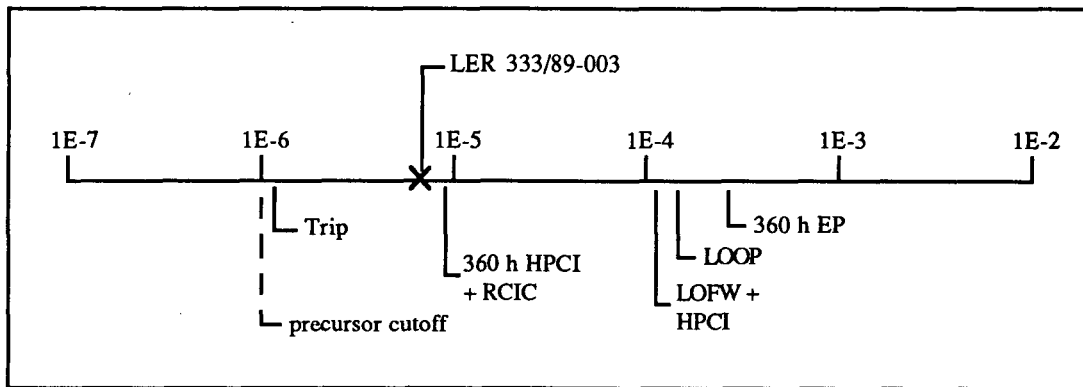 LER 333/89-003
1E-7 1E-6 1E-5 1E-4 1E-3 1E-2
Trip
360 h EP
LOOP
360 h HPCI
+ RCIC
LOFW +
HPCI
precursor cutoff